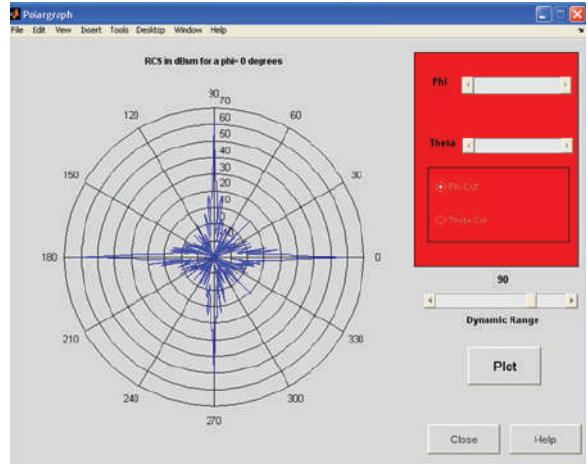 Polargraph
File Edit View Insert Tools Desktop Window Help
RCS in dBsm for a phi= 0 degrees
90
70
120
60
60
50
40
150
30
30
20
10
0
180
0
210
330
240
300
270
Phi
Theta
Phi Cut
Theta Cut
90
Dynamic Range
Plot
Close
Help